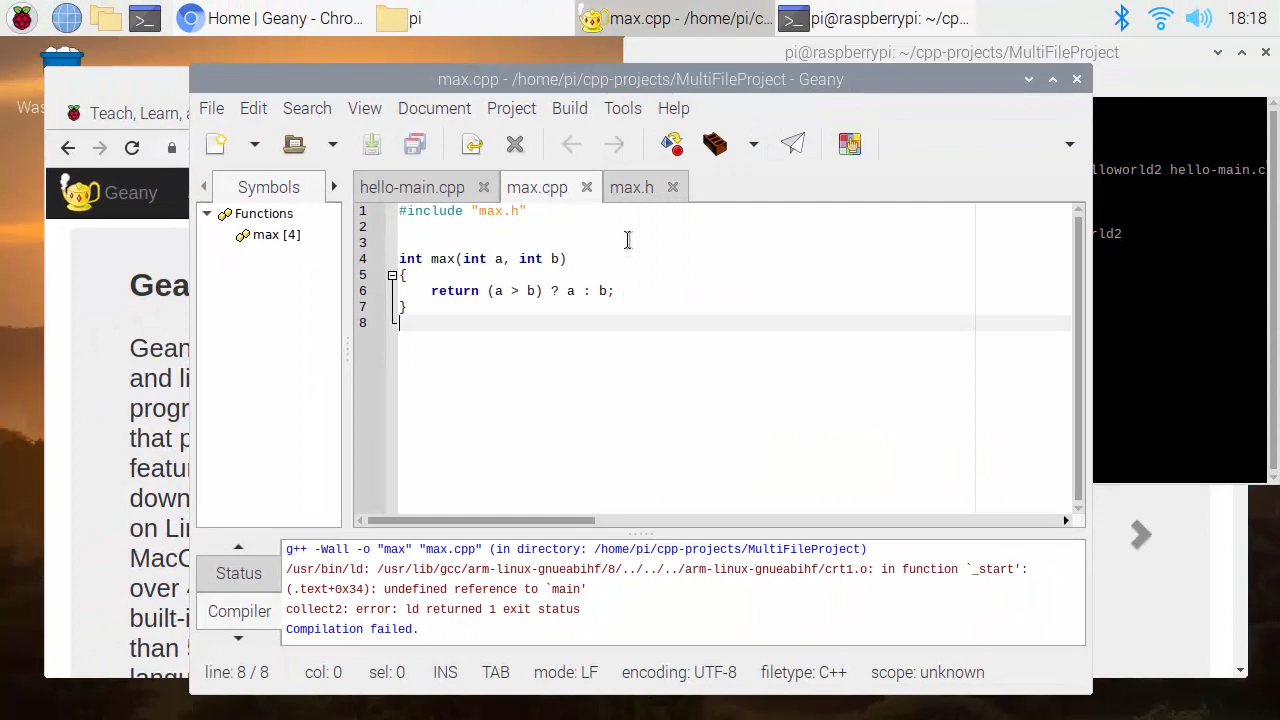 Home | Geany - Chro...
pi
max.cpp - /home/pi/c...
pi@raspberrypi: ~/cp...
18:18
pi@raspberrypi: ~/cpp-projects/MultiFileProject
Was
max.cpp - /home/pi/cpp-projects/MultiFileProject - Geany
Teach, Learn, a
File Edit Search View Document Project Build Tools Help
Geany
Symbols
hello-main.cpp
max.cpp
max.h
Functions
max [4]
1 #include "max.h"
2
3
4 int max(int a, int b)
5 {
6 return (a > b) ? a : b;
7 }
8
lloworld2 hello-main.c
rld2
Gea
Geany
and li
progr
that p
featur
down
on Lin
MacO
over 4
built-i
than 5
Status
Compiler
g++ -Wall -o "max" "max.cpp" (in directory: /home/pi/cpp-projects/MultiFileProject)
/usr/bin/ld: /usr/lib/gcc/arm-linux-gnueabihf/8/../../../arm-linux-gnueabihf/crt1.o: in function `_start':
(.text+0x34): undefined reference to `main'
collect2: error: ld returned 1 exit status
Compilation failed.
line: 8 / 8 col: 0 sel: 0 INS TAB mode: LF encoding: UTF-8 filetype: C++ scope: unknown